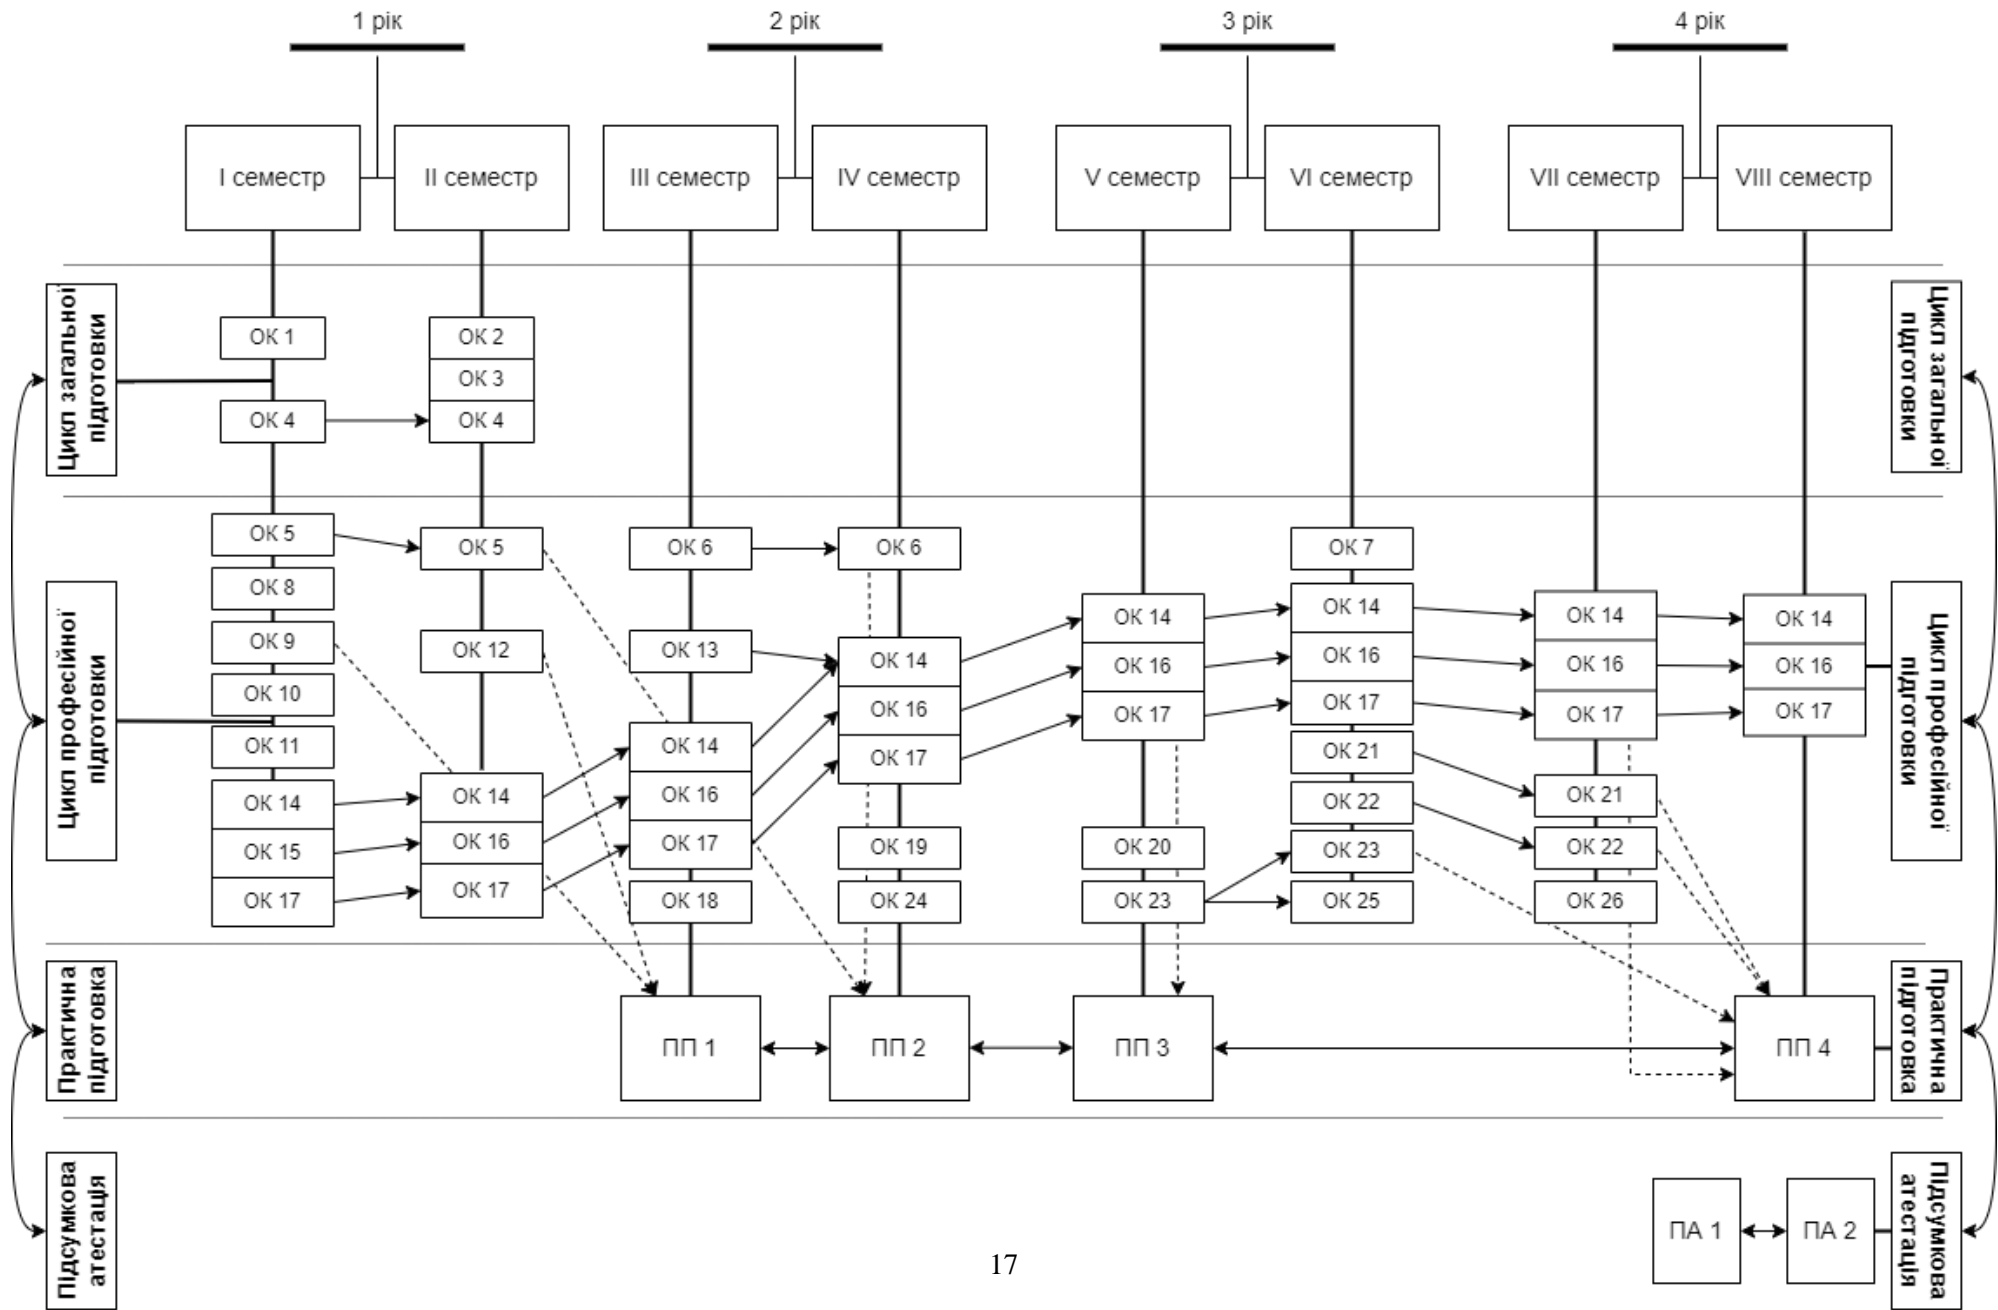 1 рік
2 рік
3 рік
4 рік
I семестр
II семестр
III семестр
IV семестр
V семестр
VI семестр
VII семестр
VIII семестр
Цикл загальної
підготовки
ОК 1
ОК 4
ОК 2
ОК 3
ОК 4
Цикл загальної
підготовки
Цикл професійної
підготовки
ОК 5
ОК 8
ОК 9
ОК 10
ОК 11
ОК 14
ОК 15
ОК 17
ОК 5
ОК 12
ОК 14
ОК 16
ОК 17
ОК 6
ОК 13
ОК 14
ОК 16
ОК 17
ОК 18
ОК 6
ОК 14
ОК 16
ОК 17
ОК 19
ОК 24
ОК 14
ОК 16
ОК 17
ОК 20
ОК 23
ОК 7
ОК 14
ОК 16
ОК 17
ОК 21
ОК 22
ОК 23
ОК 25
ОК 14
ОК 16
ОК 17
ОК 21
ОК 22
ОК 26
ОК 14
ОК 16
ОК 17
Цикл професійної
підготовки
Практична
підготовка
ПП 1
ПП 2
ПП 3
ПП 4
Практична
підготовка
Підсумкова
атестація
ПА 1
ПА 2
Підсумкова
атестація
17